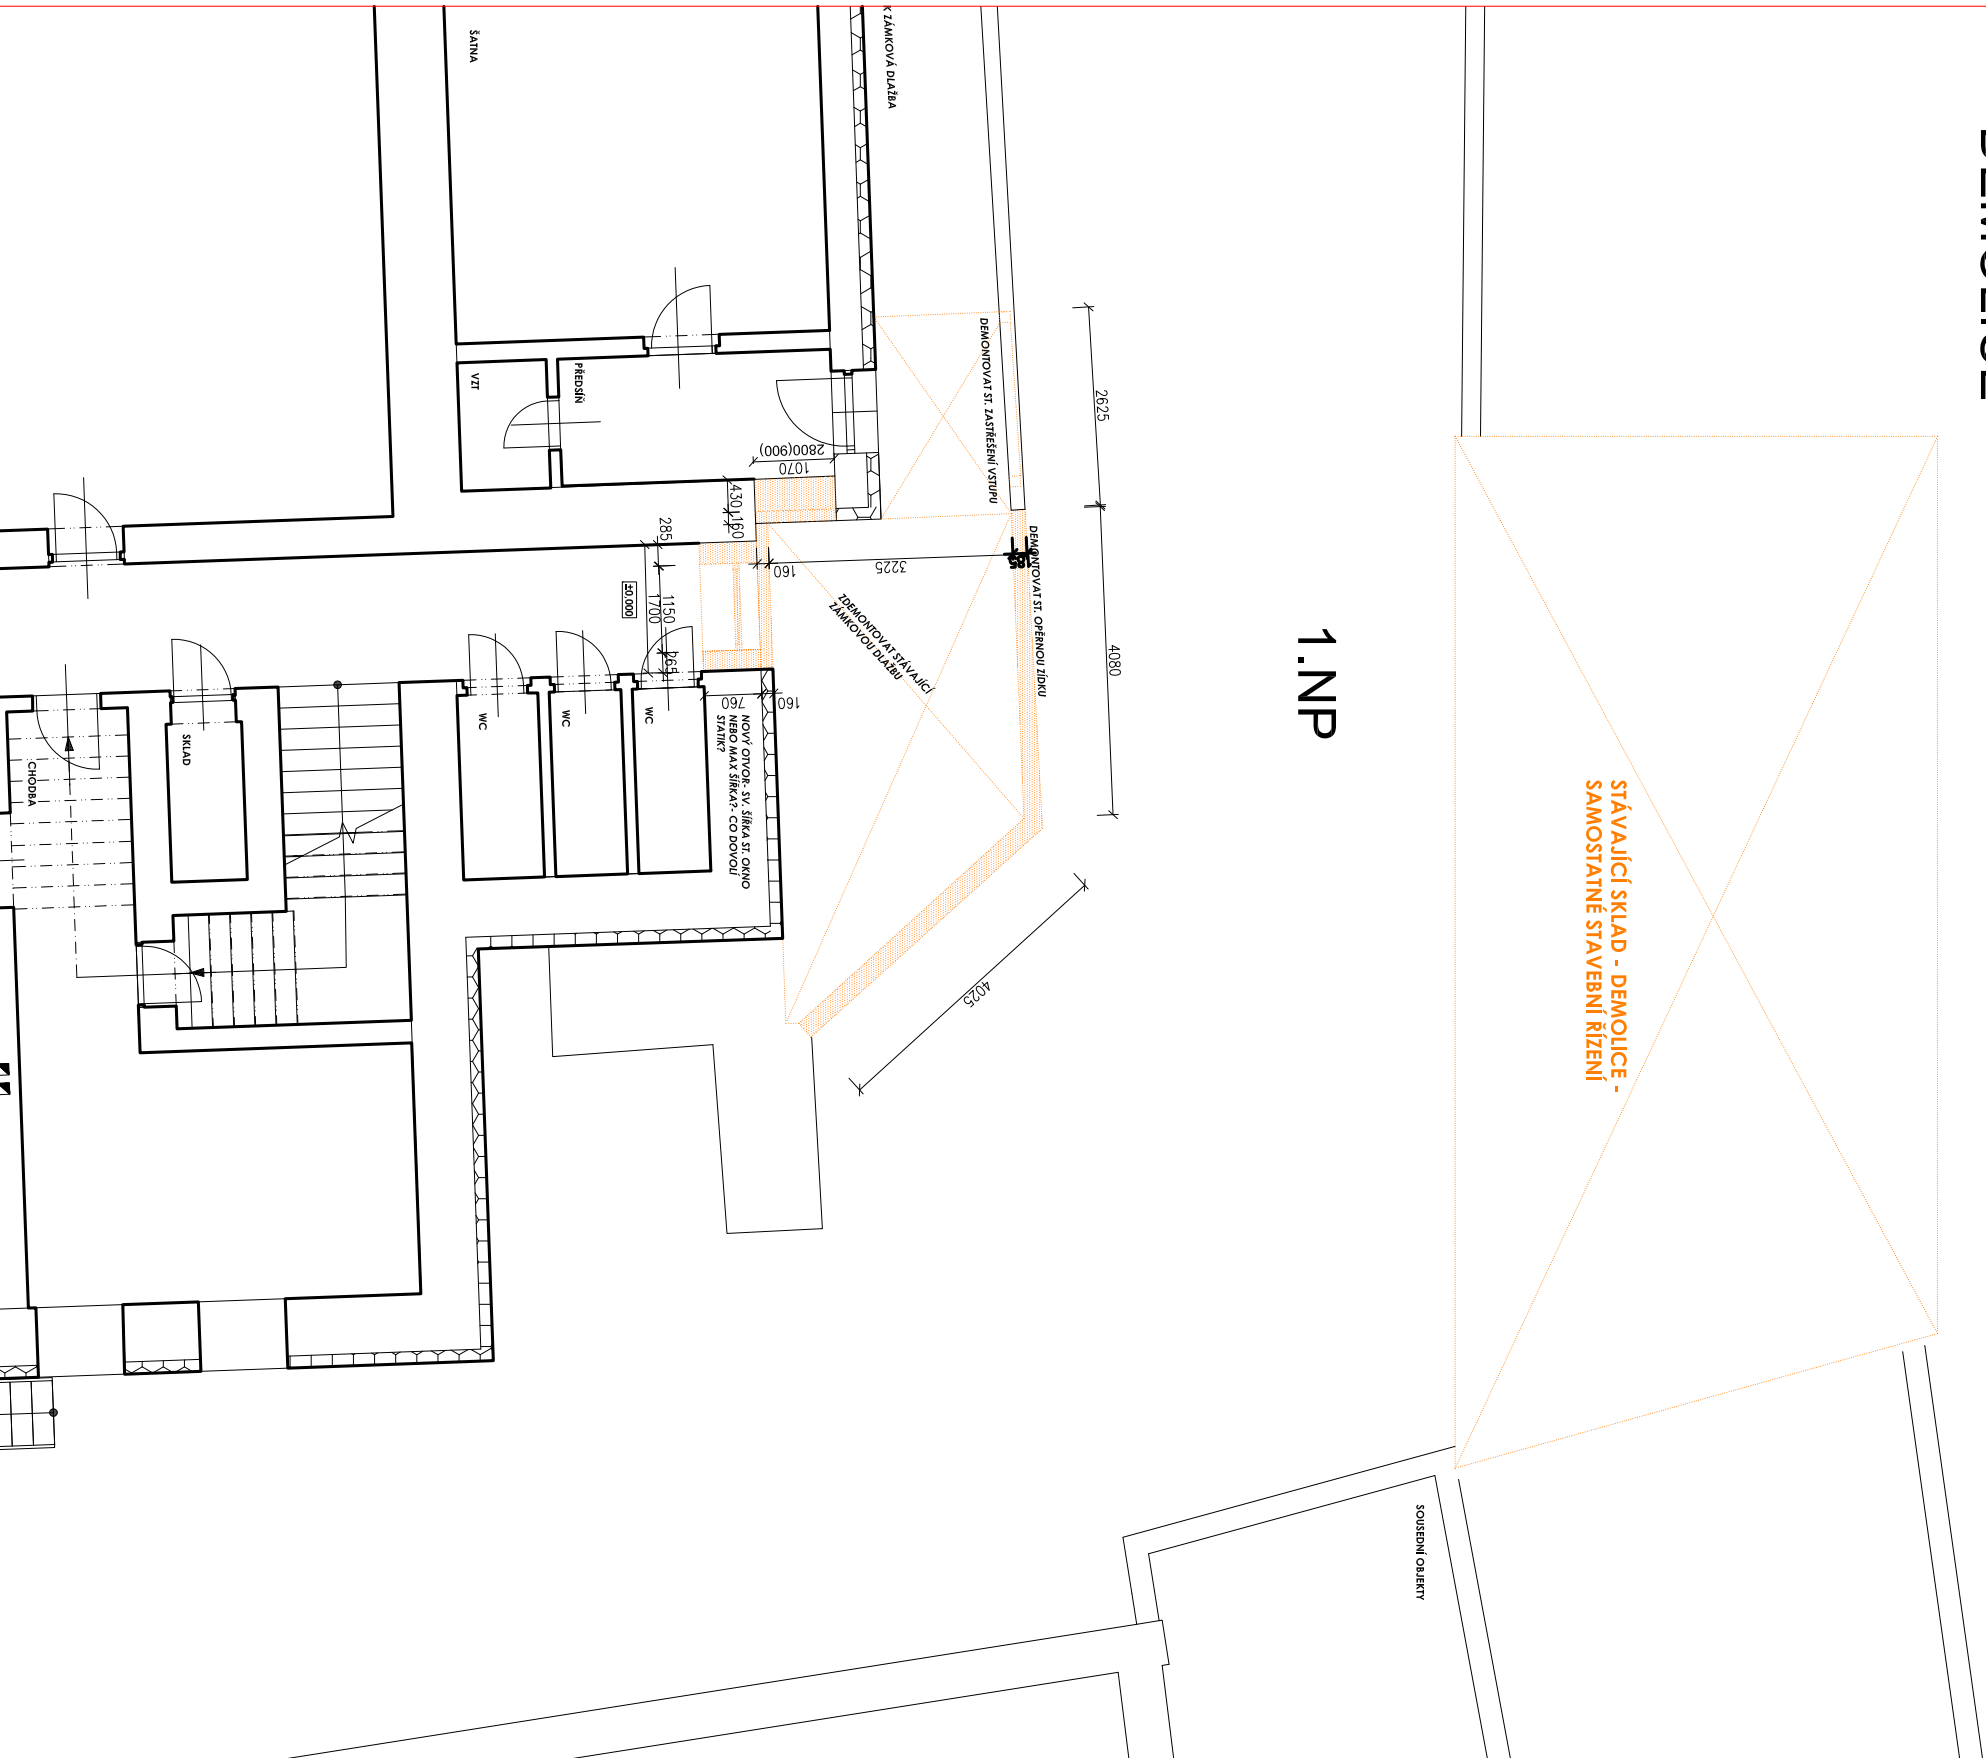 DEMOLICE
1.NP
STÁVAJÍCÍ SKLAD - DEMOLICE -
SAMOSTATNÉ STAVEBNÍ ŘÍZENÍ
SOUSEDNÍ OBJEKTY
K ZÁMKOVÁ DLAŽBA
ŠATNA
VZT
PŘEDSÍŇ
DEMONTOVAT ST. ZASTŘEŠENÍ VSTUPU
DEMONTOVAT ST. OPĚRNOU ZÍDKU
ZDEMONTOVAT STÁVAJÍCÍ
ZÁMKOVOU DLAŽBU
2625
4080
4025
3225
160
185
2800(900)
1070
430
160
285
1150
1700
265
±0,000
760
160
NOVÝ OTVOR- SV. ŠÍŘKA ST. OKNO
NEBO MAX ŠÍŘKA?- CO DOVOLÍ
STATIK?
WC
WC
WC
SKLAD
CHODBA